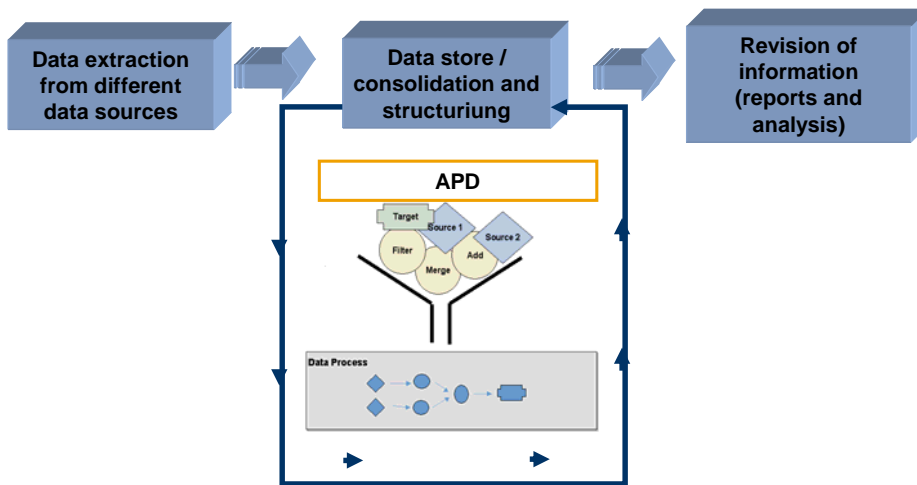 Data extraction
from different
data sources
Data store /
consolidation and
structuriung
Revision of
information
(reports and
analysis)
APD
Target
Source 1
Source 2
Filter
Add
Merge
Data Process